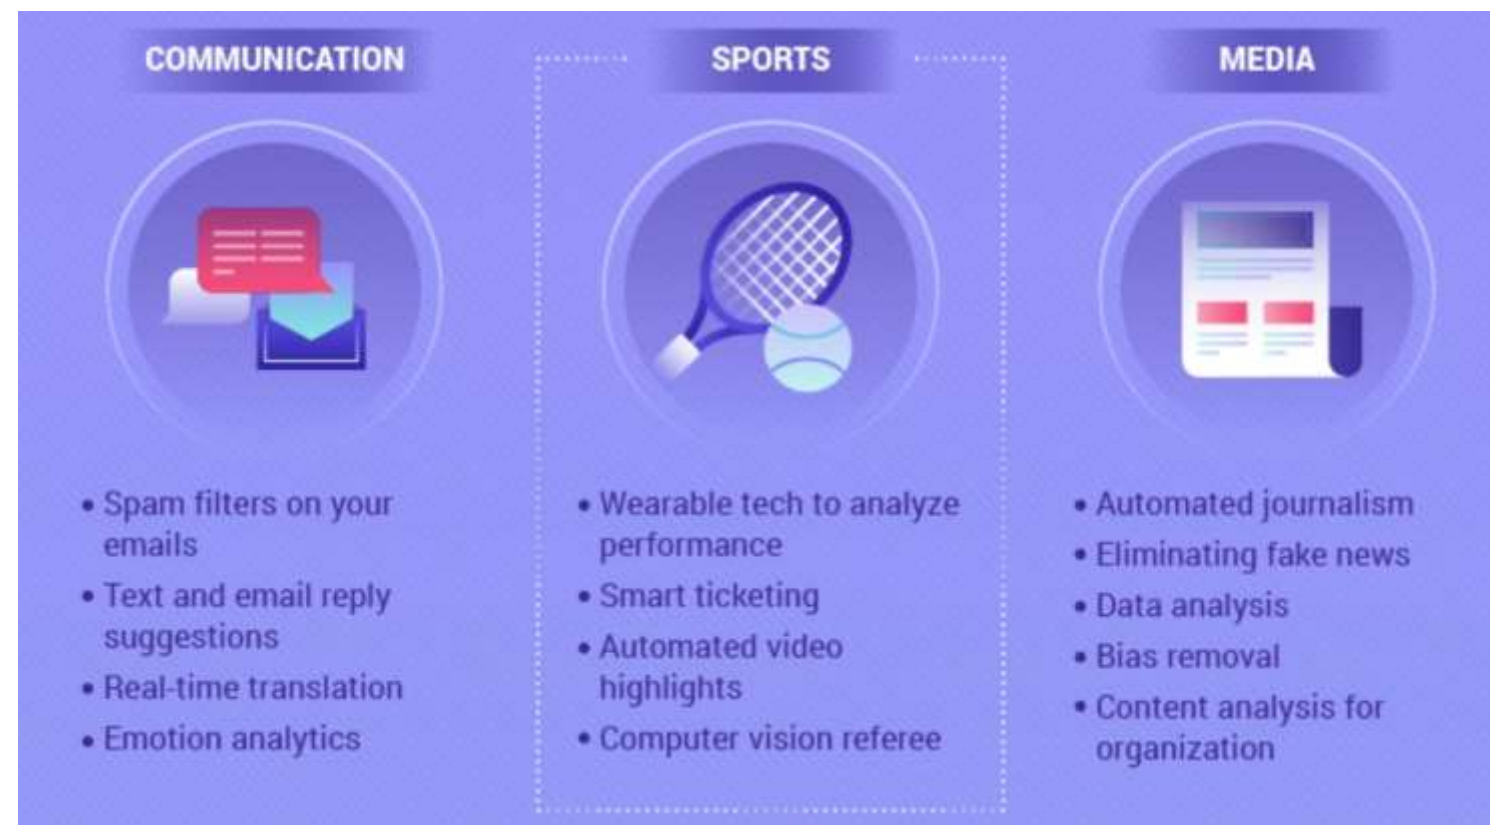 COMMUNICATION
• Spam filters on your
emails
• Text and email reply
suggestions
• Real-time translation
• Emotion analytics
SPORTS
• Wearable tech to analyze
performance
• Smart ticketing
• Automated video
highlights
• Computer vision referee
MEDIA
• Automated journalism
• Eliminating fake news
• Data analysis
• Bias removal
• Content analysis for
organization